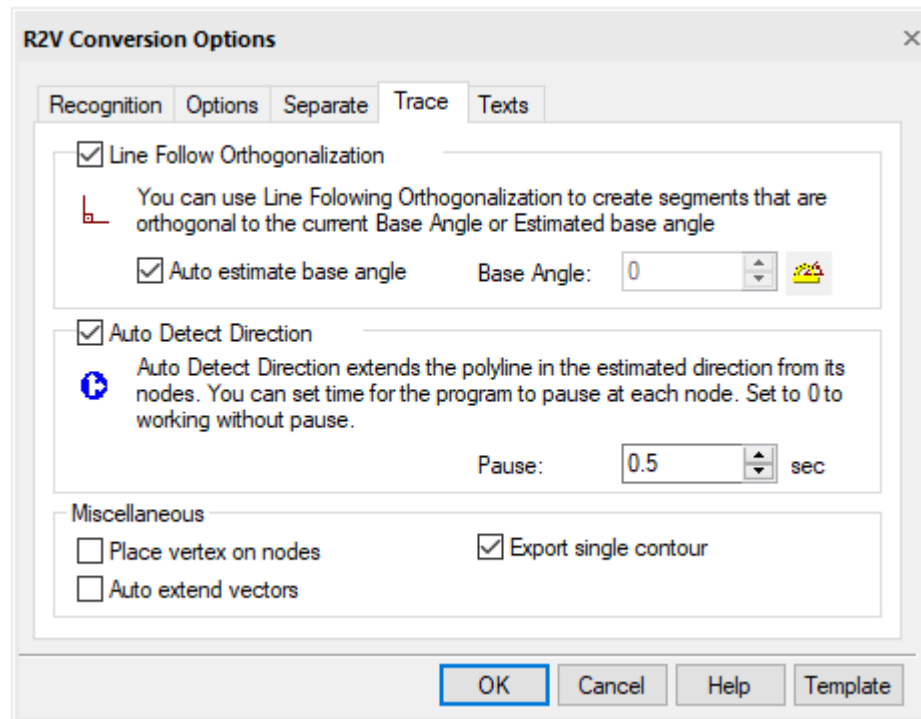 R2V Conversion Options
Recognition Options Separate Trace Texts
Line Follow Orthogonalization
You can use Line Folowing Orthogonalization to create segments that are
orthogonal to the current Base Angle or Estimated base angle
Auto estimate base angle Base Angle: 0
Auto Detect Direction
Auto Detect Direction extends the polyline in the estimated direction from its
nodes. You can set time for the program to pause at each node. Set to 0 to
working without pause.
Pause: 0.5 sec
Miscellaneous
Place vertex on nodes Export single contour
Auto extend vectors
OK Cancel Help Template